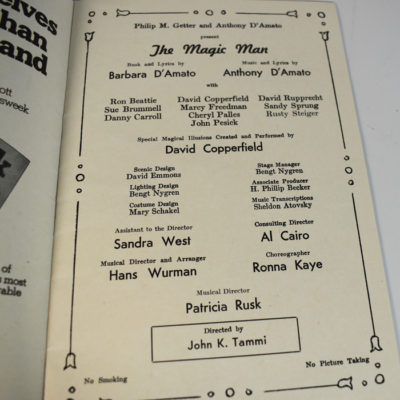 elves
han
and
ott
sweek
k
of
s most
rable
Philip M. Getter and Anthony D'Amato
present
The Magic Man
Book and Lyrics by
Barbara D'Amato
Music and Lyrics by
Anthony D'Amato
with
Ron Beattie David Copperfield David Rupprecht
Sue Brummell Marcy Freedman Sandy Sprung
Danny Carroll Cheryl Palles Rusty Steiger
John Pesick
Special Magical Illusions Created and Performed by
David Copperfield
Scenic Design
David Emmons
Lighting Design
Bengt Nygren
Costume Design
Mary Schakel
Stage Manager
Bengt Nygren
Associate Producer
H. Phillip Becker
Music Transcriptions
Sheldon Atovsky
Assistant to the Director
Sandra West
Consulting Director
Al Cairo
Musical Director and Arranger
Hans Wurman
Choreographer
Ronna Kaye
Musical Director
Patricia Rusk
Directed by
John K. Tammi
No Smoking
No Picture Taking